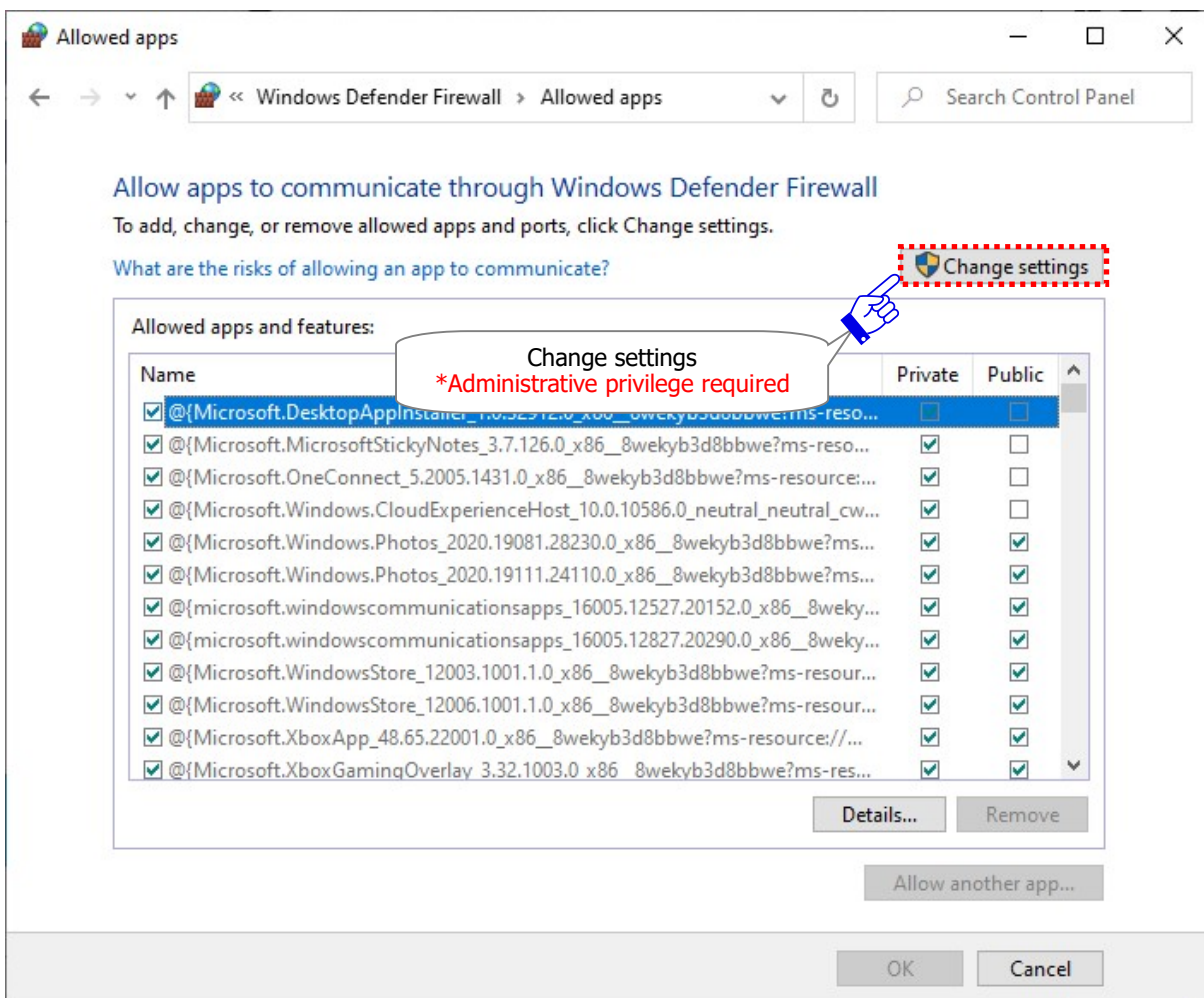 Allowed apps
« Windows Defender Firewall > Allowed apps
Search Control Panel
Allow apps to communicate through Windows Defender Firewall
To add, change, or remove allowed apps and ports, click Change settings.
What are the risks of allowing an app to communicate?
Change settings
Allowed apps and features:
Change settings
*Administrative privilege required
Name Private Public
@{Microsoft.DesktopAppInstaller_1.0.32912.0_x86__8wekyb3d8bbwe?ms-reso...
@{Microsoft.MicrosoftStickyNotes_3.7.126.0_x86__8wekyb3d8bbwe?ms-reso...
@{Microsoft.OneConnect_5.2005.1431.0_x86__8wekyb3d8bbwe?ms-resource:...
@{Microsoft.Windows.CloudExperienceHost_10.0.10586.0_neutral_neutral_cw...
@{Microsoft.Windows.Photos_2020.19081.28230.0_x86__8wekyb3d8bbwe?ms...
@{Microsoft.Windows.Photos_2020.19111.24110.0_x86__8wekyb3d8bbwe?ms...
@{microsoft.windowscommunicationsapps_16005.12527.20152.0_x86__8weky...
@{microsoft.windowscommunicationsapps_16005.12827.20290.0_x86__8weky...
@{Microsoft.WindowsStore_12003.1001.1.0_x86__8wekyb3d8bbwe?ms-resour...
@{Microsoft.WindowsStore_12006.1001.1.0_x86__8wekyb3d8bbwe?ms-resour...
@{Microsoft.XboxApp_48.65.22001.0_x86__8wekyb3d8bbwe?ms-resource://...
@{Microsoft.XboxGamingOverlay_3.32.1003.0_x86__8wekyb3d8bbwe?ms-res...
Details... Remove
Allow another app...
OK Cancel